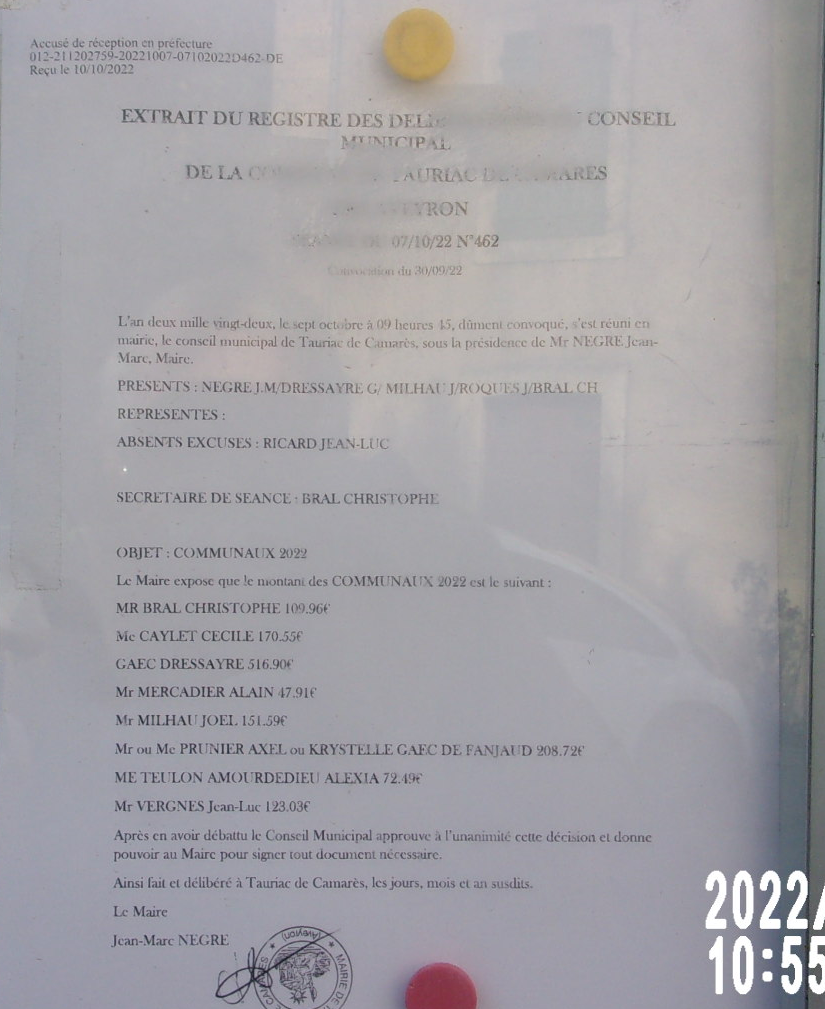 Accusé de réception en préfecture
012-211202759-20221007-07102022D462-DE
Reçu le 10/10/2022
EXTRAIT DU REGISTRE DES CONSEIL
MUNICIPAL
DE LA
07/10/22 N°462
Convocation du 30/09/22
L'an deux mille vingt-deux, le sept octobre à 09 heures 45, dûment convoqué, s'est réuni en
mairie, le conseil municipal de Tauriac de Camarès, sous la présidence de Mr NEGRE Jean-
Marc, Maire.
PRESENTS : NEGRE J.M/DRESSAYRE G/ MILHAU J/ROQUES J/BRAL CH
REPRESENTES :
ABSENTS EXCUSES : RICARD JEAN-LUC
SECRETAIRE DE SEANCE : BRAL CHRISTOPHE
OBJET : COMMUNAUX 2022
Le Maire expose que le montant des COMMUNAUX 2022 est le suivant :
MR BRAL CHRISTOPHE 109.96€
Me CAYLET CECILE 170.55€
GAEC DRESSAYRE 516.90€
Mr MERCADIER ALAIN 47.91€
Mr MILHAU JOEL 151.59€
Mr ou Me PRUNIER AXEL ou KRYSTELLE GAEC DE FANJAUD 208.72€
ME TEULON AMOURDEDIEU ALEXIA 72.49€
Mr VERGNES Jean-Luc 123.03€
Après en avoir débattu le Conseil Municipal approuve à l'unanimité cette décision et donne
pouvoir au Maire pour signer tout document nécessaire.
Ainsi fait et délibéré à Tauriac de Camarès, les jours, mois et an susdits.
Le Maire
Jean-Marc NEGRE
(Aveyron)
MAIRIE DE
2022/
10:55